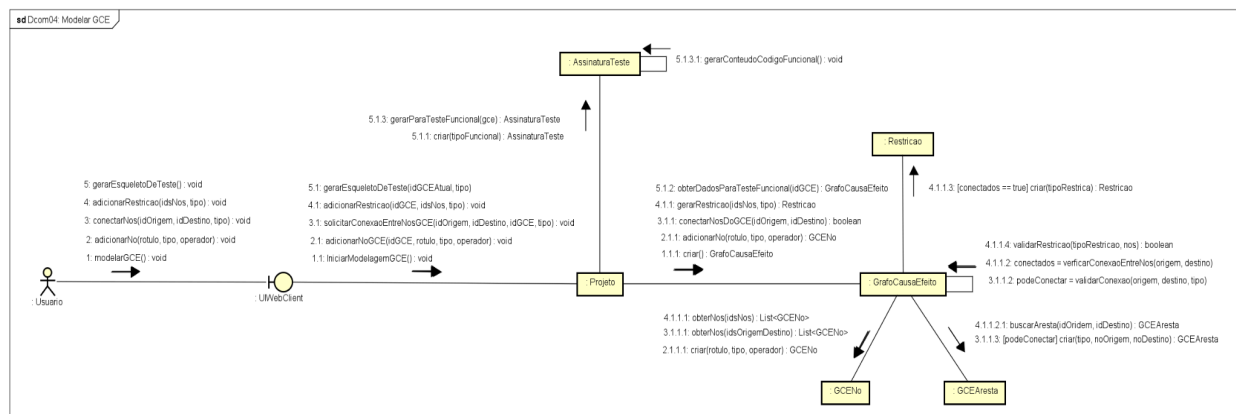 sd Dcom04: Modelar GCE
: AssinaturaTeste
5.1.3.1: gerarConteudoCodigoFuncional() : void
5.1.3: gerarParaTesteFuncional(gce) : AssinaturaTeste
5.1.1: criar(tipoFuncional) : AssinaturaTeste
: Restricao
5: gerarEsqueletoDeTeste() : void
4: adicionarRestricao(idsNos, tipo) : void
3: conectarNos(idOrigem, idDestino, tipo) : void
2: adicionarNo(rotulo, tipo, operador) : void
1: modelarGCE() : void
5.1: gerarEsqueletoDeTeste(idGCEAtual, tipo)
4.1: adicionarRestricao(idGCE, idsNos, tipo) : void
3.1: solicitarConexaoEntreNosGCE(idOrigem, idDestino, idGCE, tipo) : void
2.1: adicionarNoGCE(idGCE, rotulo, tipo, operador) : void
1.1: IniciarModelagemGCE() : void
5.1.2: obterDadosParaTesteFuncional(idGCE) : GrafoCausaEfeito
4.1.1: gerarRestricao(idsNos, tipo) : Restricao
3.1.1: conectarNosDoGCE(idOrigem, idDestino) : boolean
2.1.1: adicionarNo(rotulo, tipo, operador) : GCENo
1.1.1: criar() : GrafoCausaEfeito
4.1.1.3: [conectados == true] criar(tipoRestrica) : Restricao
4.1.1.4: validarRestricao(tipoRestricao, nos) : boolean
4.1.1.2: conectados = verficarConexaoEntreNos(origem, destino)
3.1.1.2: podeConectar = validarConexao(origem, destino, tipo)
: Usuario
: UIWebClient
: Projeto
: GrafoCausaEfeito
4.1.1.1: obterNos(idsNos) : List<GCENo>
3.1.1.1: obterNos(idsOrigemDestino) : List<GCENo>
2.1.1.1: criar(rotulo, tipo, operador) : GCENo
4.1.1.2.1: buscarAresta(idOridem, idDestino) : GCEAresta
3.1.1.3: [podeConectar] criar(tipo, noOrigem, noDestino) : GCEAresta
: GCENo
: GCEAresta